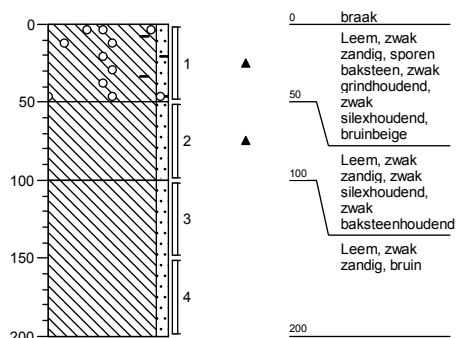 0
50
100
150
200
1
2
3
4
0
braak
Leem, zwak
zandig, sporen
baksteen, zwak
grindhoudend,
zwak
silexhoudend,
bruinbeige
50
Leem, zwak
zandig, zwak
silexhoudend,
zwak
baksteenhoudend
100
Leem, zwak
zandig, bruin
200